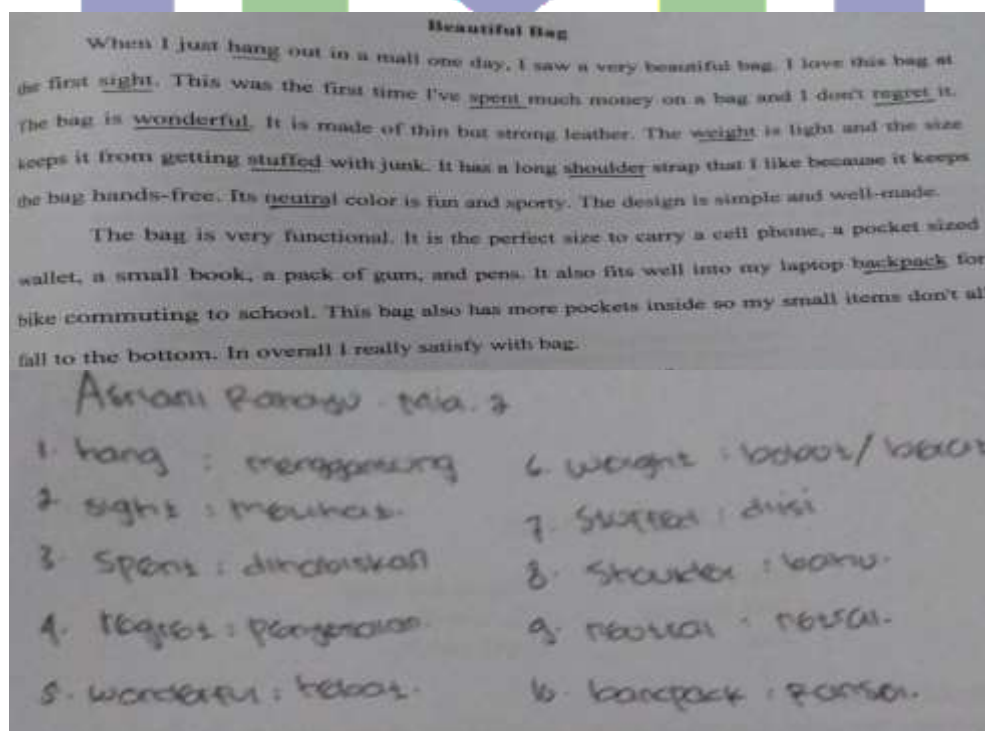 Beautiful Bag
When I just hang out in a mall one day, I saw a very beautiful bag. I love this bag at
the first sight. This was the first time I've spent much money on a bag and I don't regret it.
The bag is wonderful. It is made of thin but strong leather. The weight is light and the size
keeps it from getting stuffed with junk. It has a long shoulder strap that I like because it keeps
the bag hands-free. Its neutral color is fun and sporty. The design is simple and well-made.
The bag is very functional. It is the perfect size to carry a cell phone, a pocket sized
wallet, a small book, a pack of gum, and pens. It also fits well into my laptop backpack for
bike commuting to school. This bag also has more pockets inside so my small items don't all
fall to the bottom. In overall I really satisfy with bag.
Mia. 2
1. hang : menggantung
2. sight : melihat.
3. Spent : dihabiskan
4. regret :
5. wonderful : hebat.
6. weight : bobot/berat
7. Stuffed : diisi
8. Shoulder : bahu.
9. neutral : netral.
10. backpack : ransel.